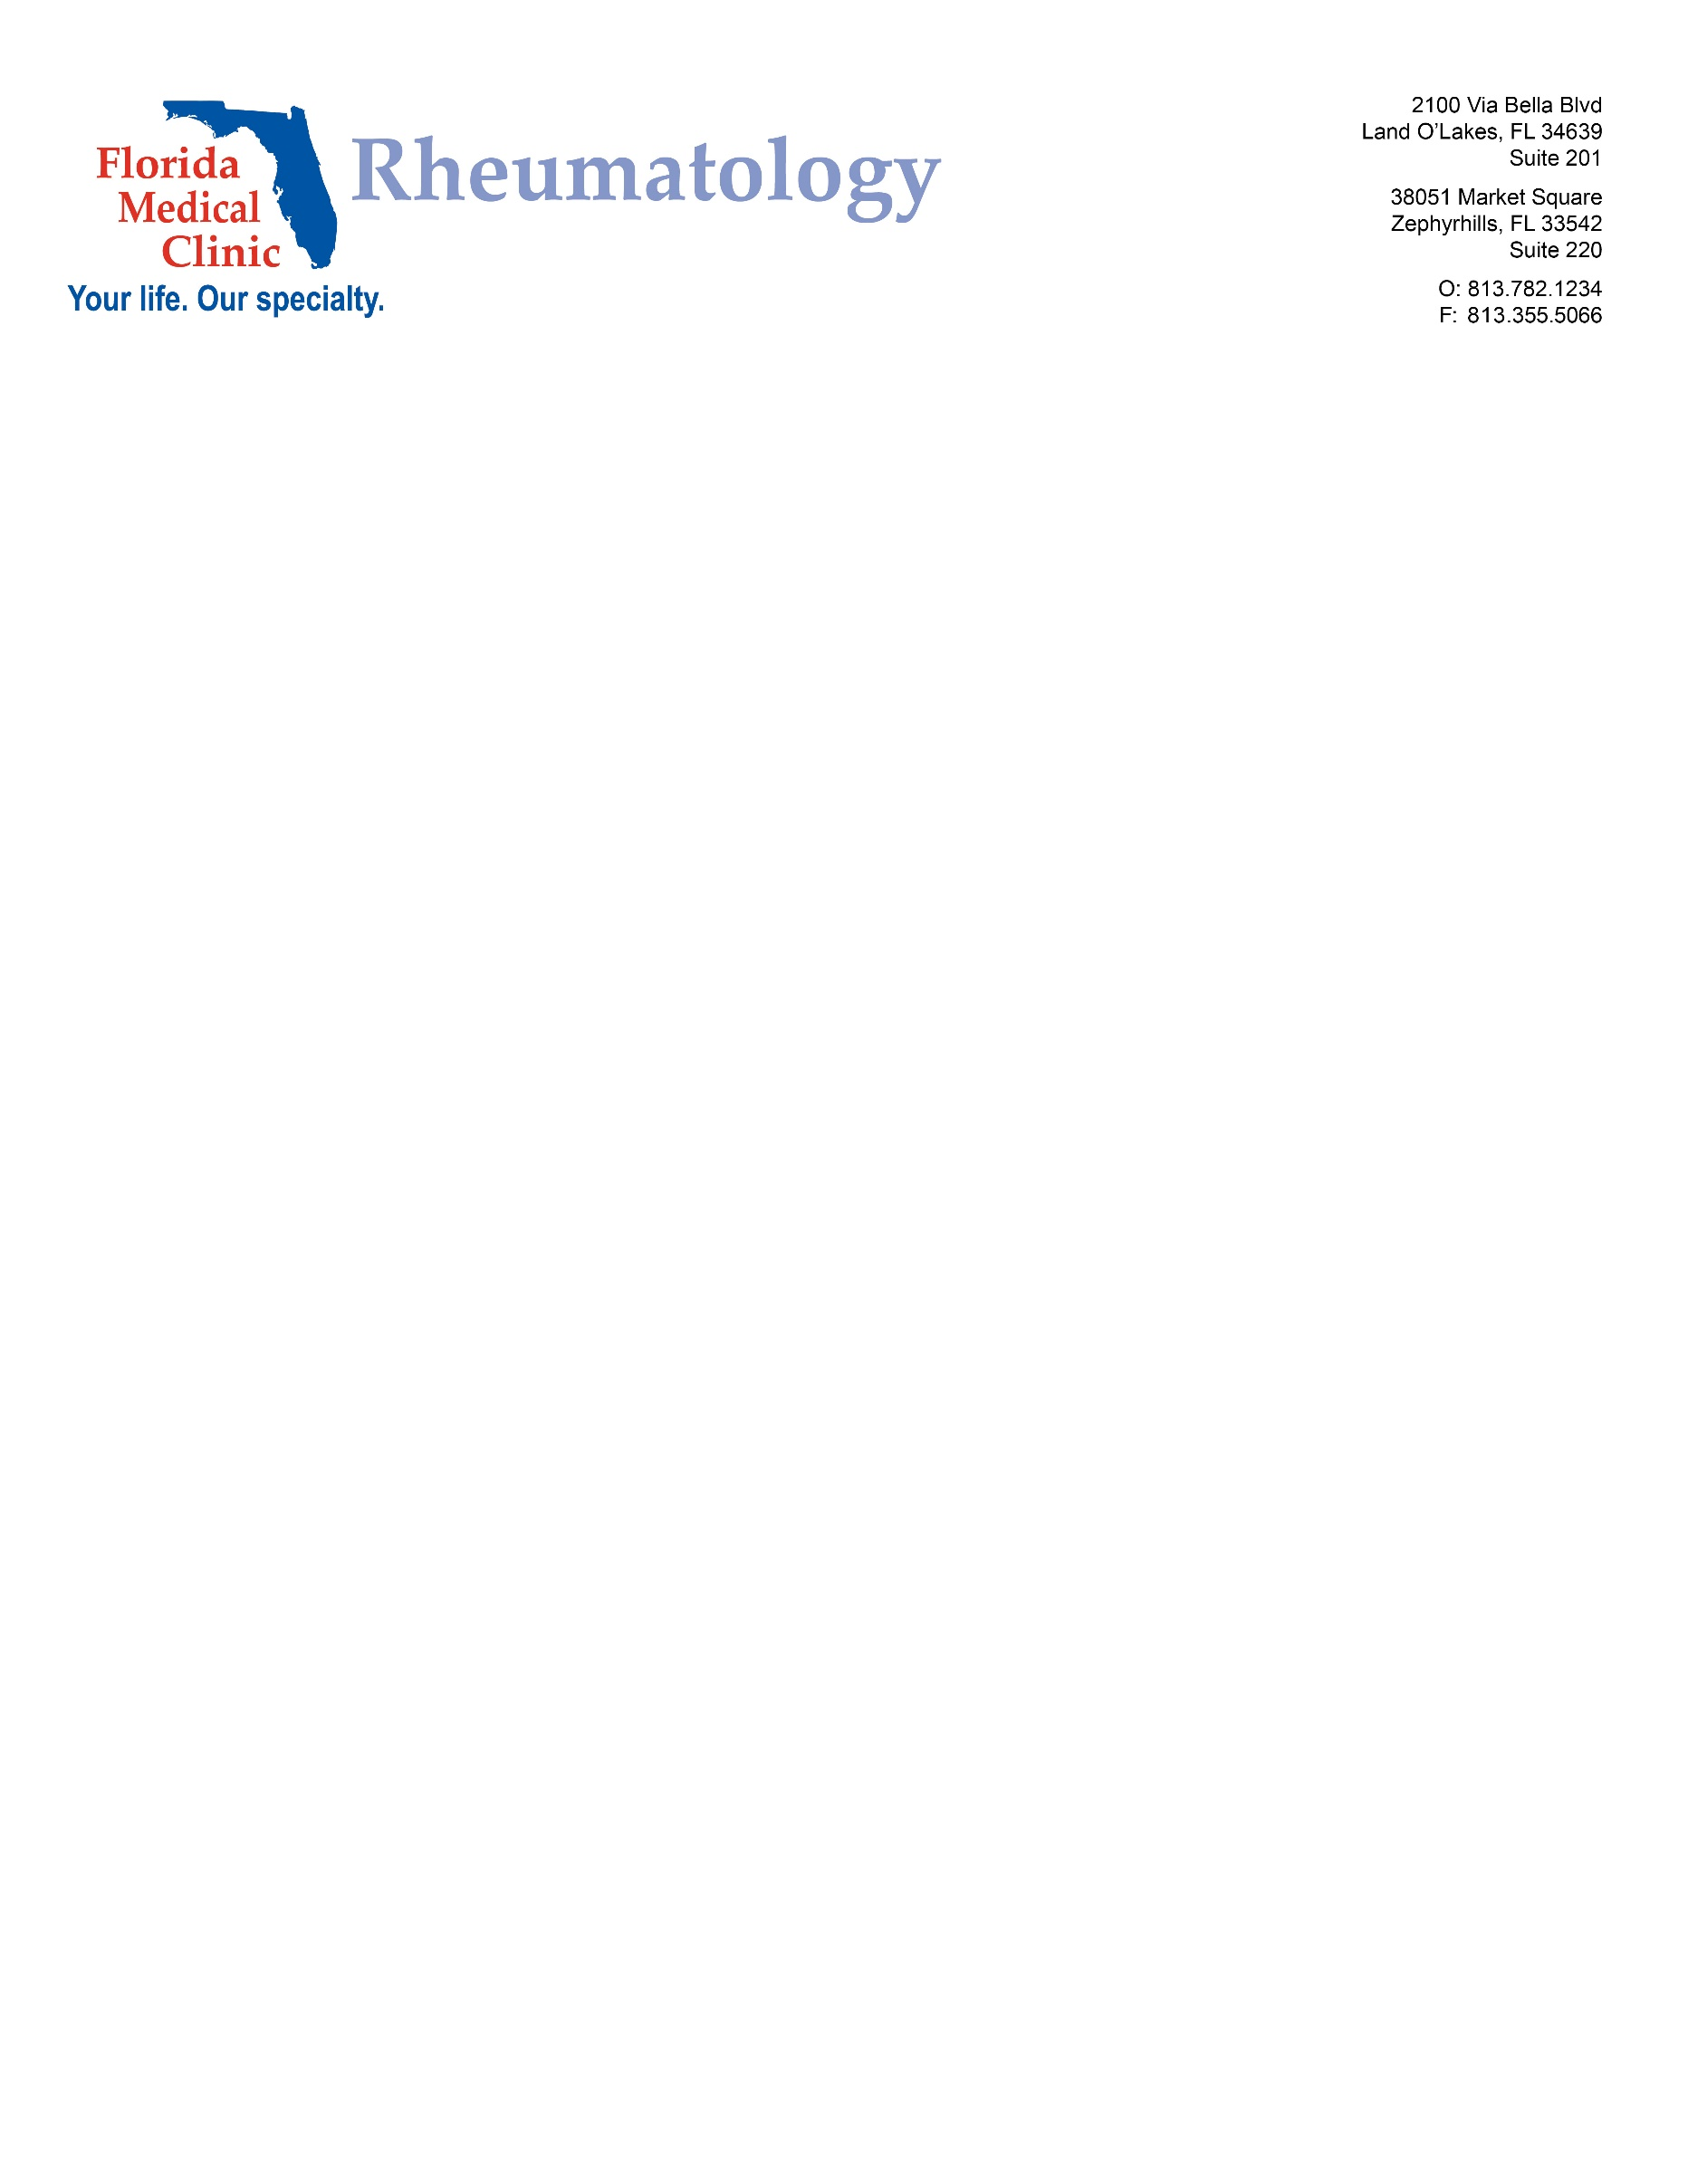 Florida
Medical
Clinic
Your life. Our specialty.
Rheumatology
2100 Via Bella Blvd
Land O’Lakes, FL 34639
Suite 201
38051 Market Square
Zephyrhills, FL 33542
Suite 220
O: 813.782.1234
F: 813.355.5066